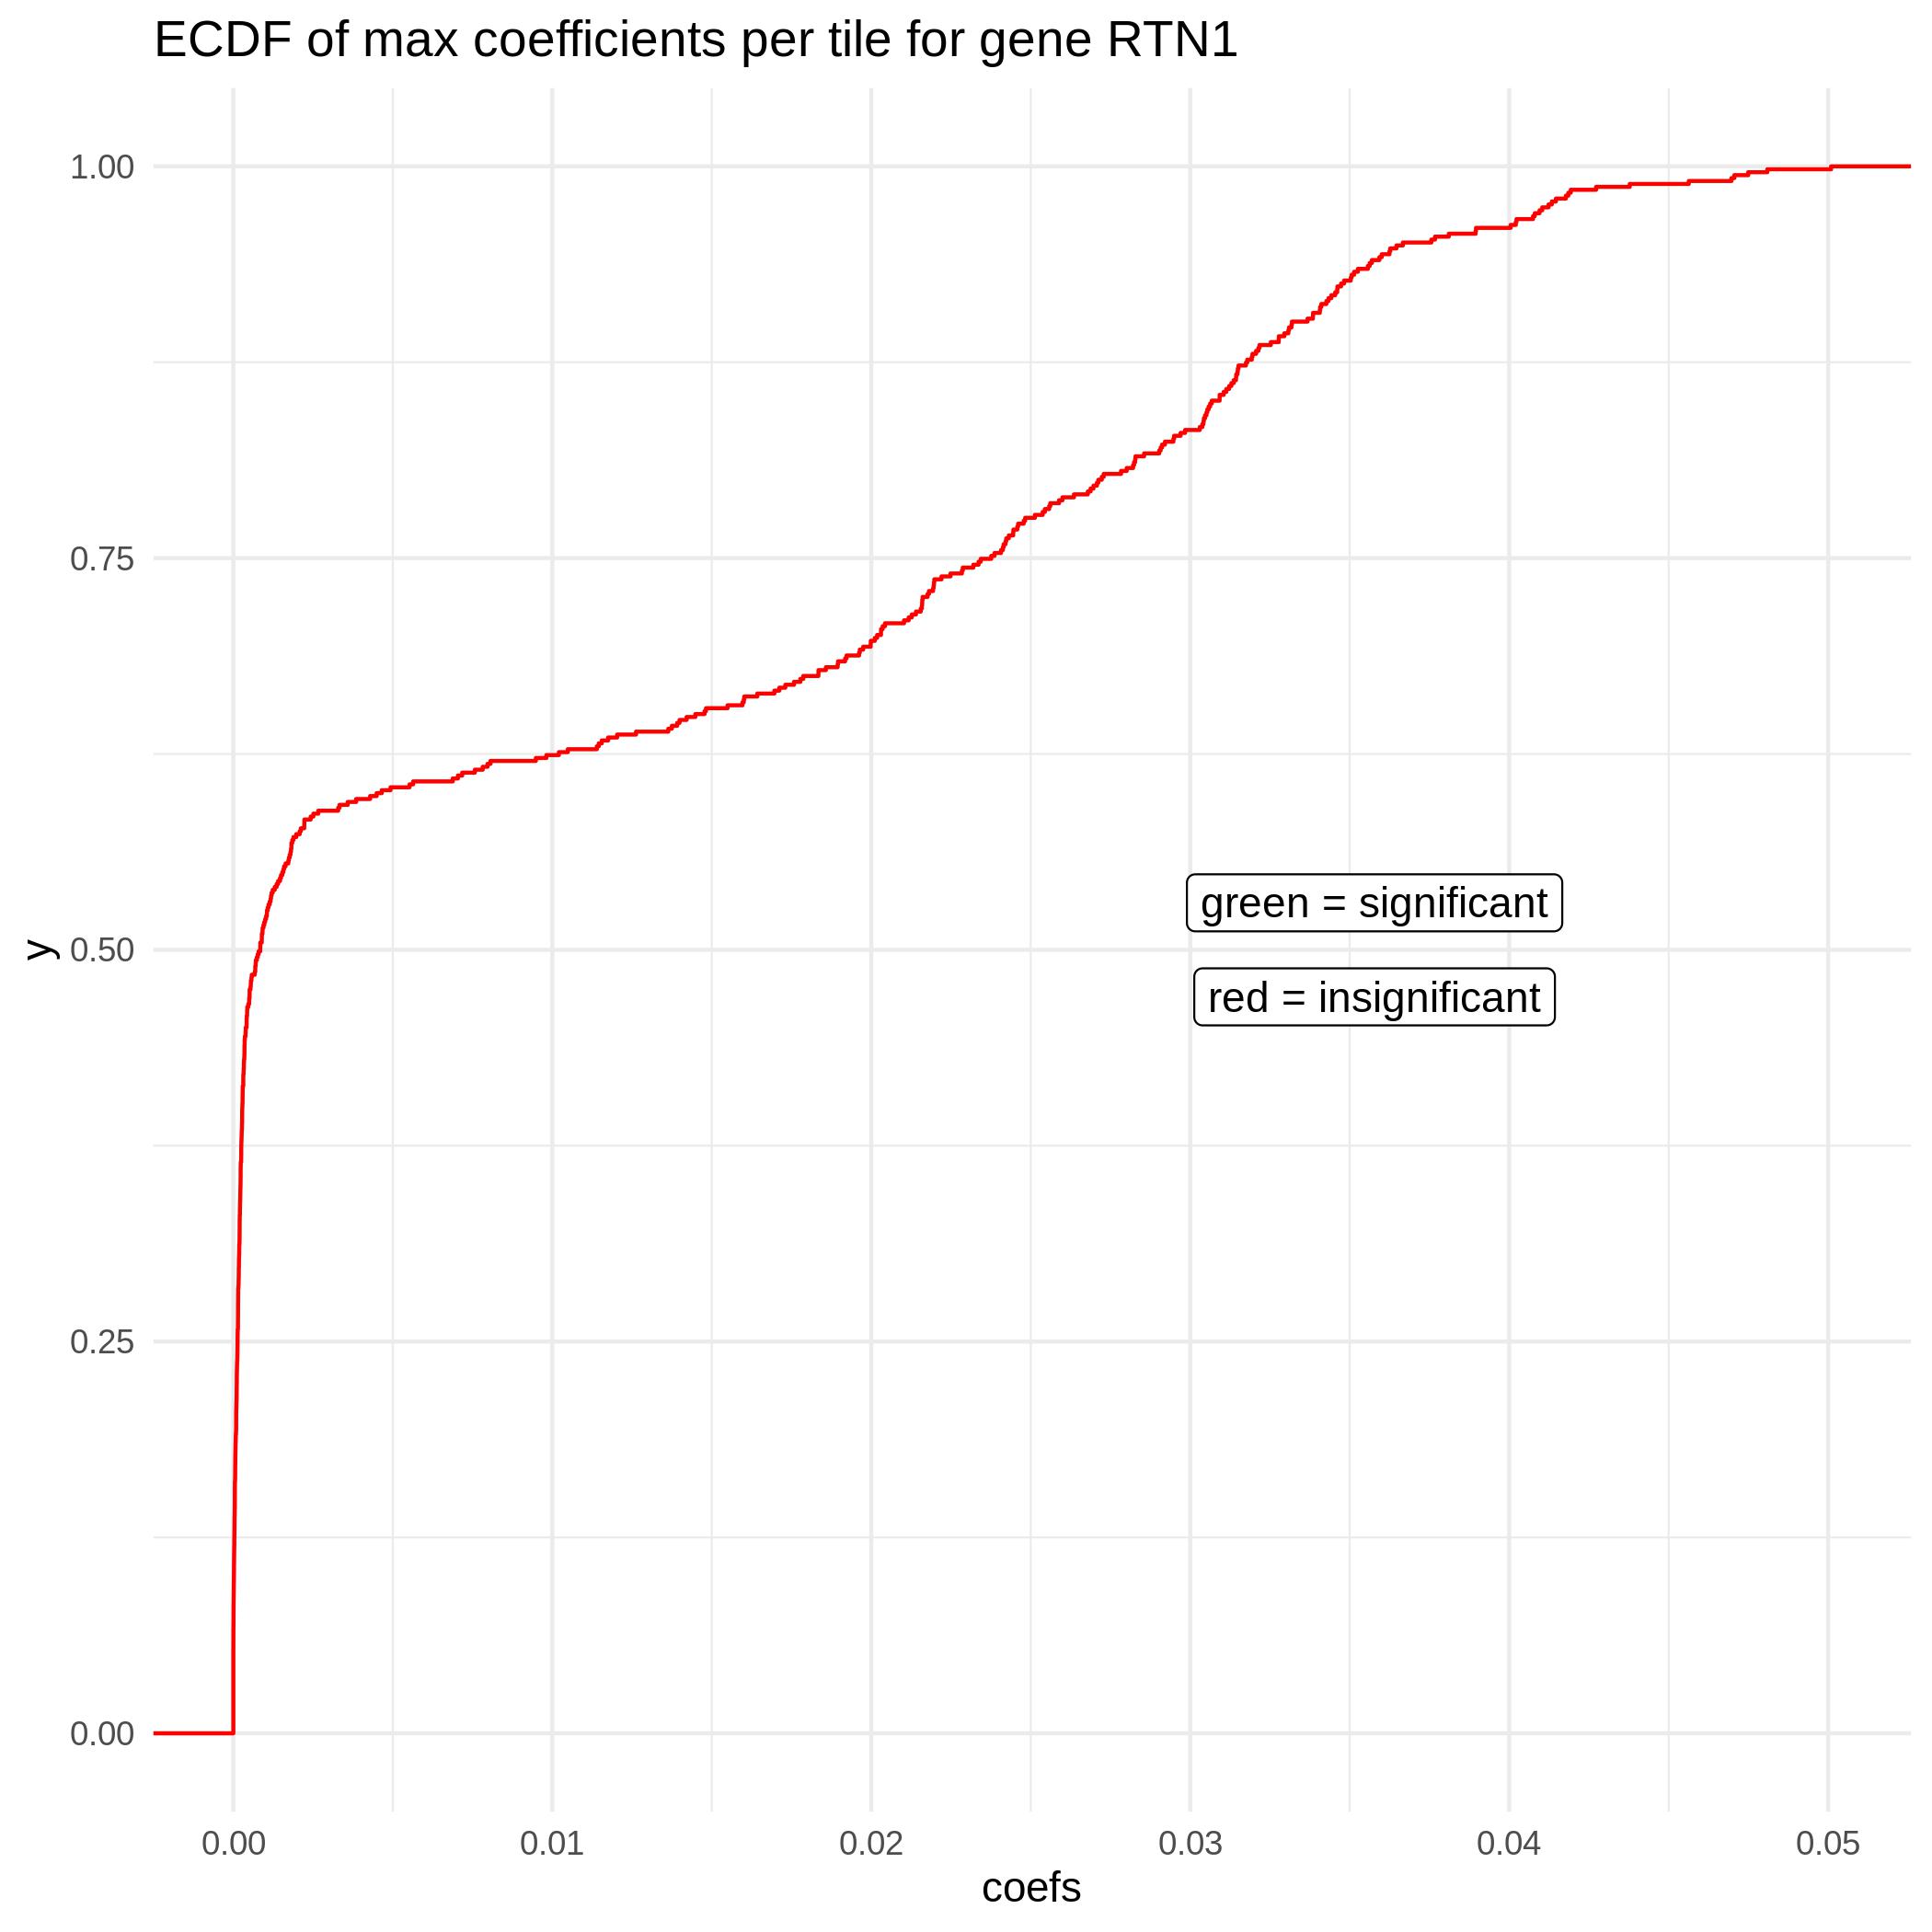 ECDF of max coefficients per tile for gene RTN1
1.00
0.75
0.50
0.25
0.00
y
green = significant
red = insignificant
0.00 0.01 0.02 0.03 0.04 0.05
coefs